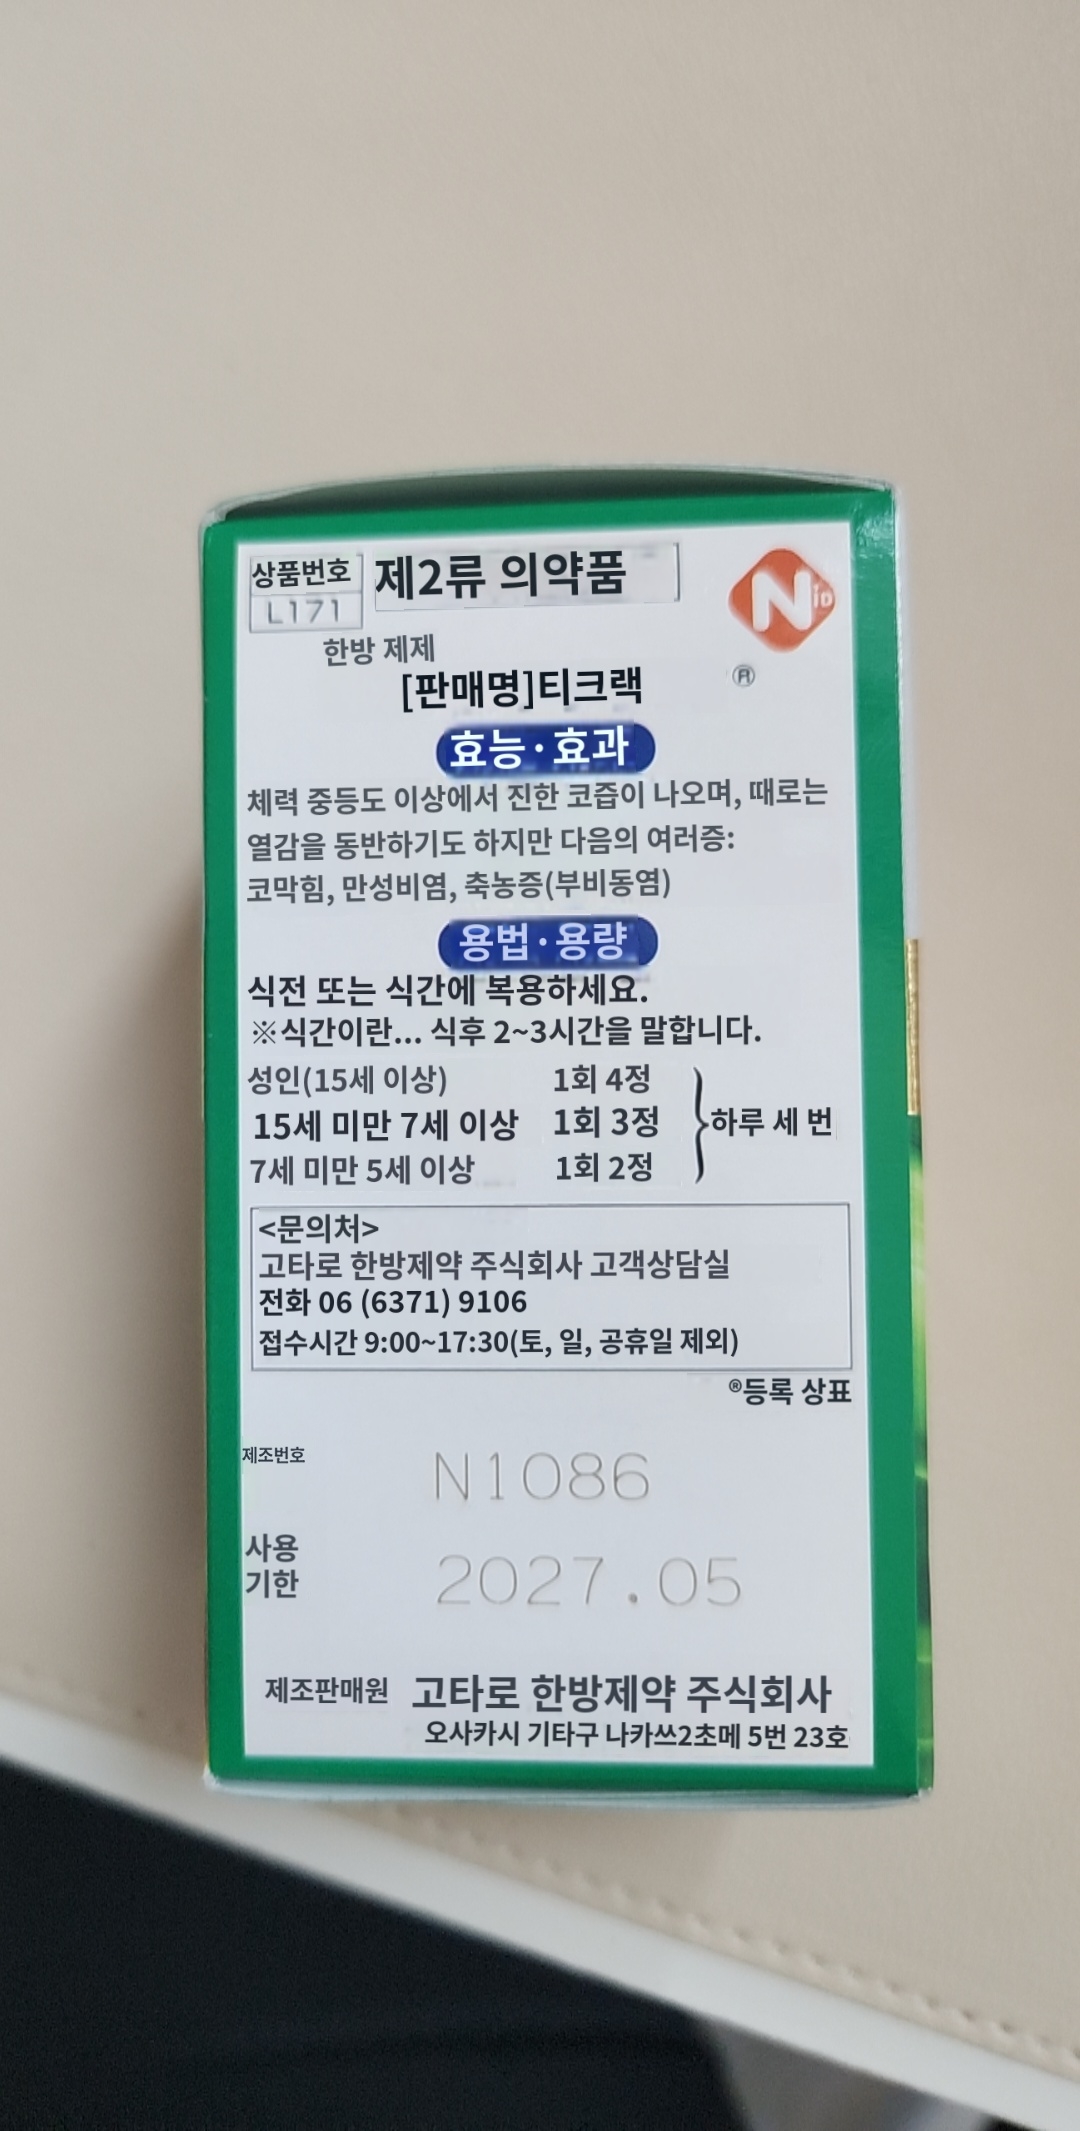 상품번호 제2류 의약품
L171
N iD
한방 제제
[판매명]티크랙 ®
효능·효과
체력 중등도 이상에서 진한 코즙이 나오며, 때로는
열감을 동반하기도 하지만 다음의 여러증:
코막힘, 만성비염, 축농증(부비동염)
용법·용량
식전 또는 식간에 복용하세요.
※식간이란... 식후 2~3시간을 말합니다.
성인(15세 이상) 1회 4정
15세 미만 7세 이상 1회 3정 하루 세 번
7세 미만 5세 이상 1회 2정
<문의처>
고타로 한방제약 주식회사 고객상담실
전화 06 (6371) 9106
접수시간 9:00~17:30(토, 일, 공휴일 제외)
®등록 상표
제조번호 N1086
사용
기한 2027.05
제조판매원 고타로 한방제약 주식회사
오사카시 기타구 나카쓰2초메 5번 23호